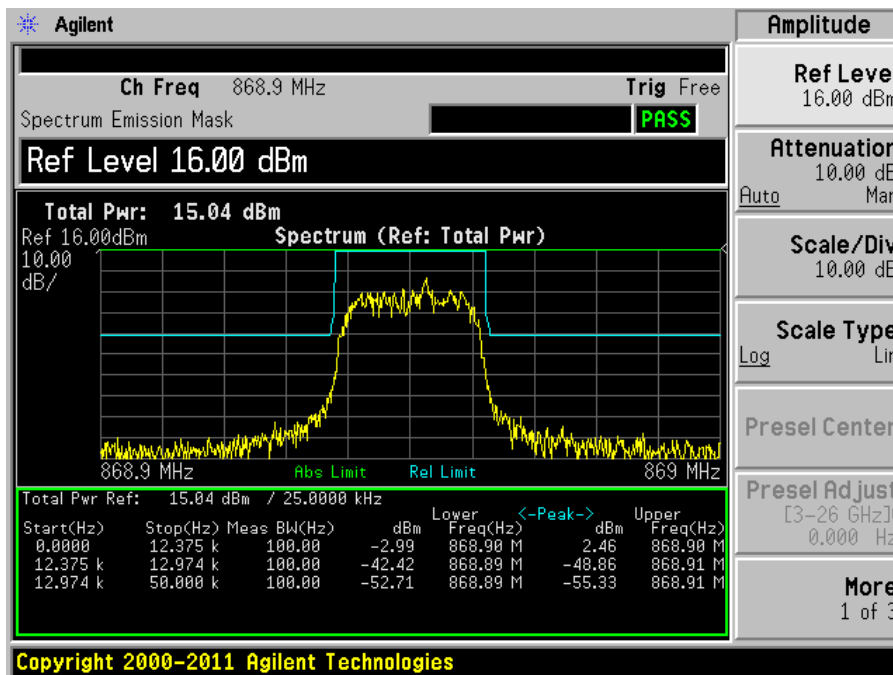 Agilent
Ch Freq 868.9 MHz Trig Free
Spectrum Emission Mask PASS
Ref Level 16.00 dBm
Total Pwr: 15.04 dBm
Ref 16.00dBm Spectrum (Ref: Total Pwr)
10.00
dB/
868.9 MHz Abs Limit Rel Limit 869 MHz
Total Pwr Ref: 15.04 dBm / 25.0000 kHz
Lower <-Peak-> Upper
Start(Hz) Stop(Hz) Meas BW(Hz) dBm Freq(Hz) dBm Freq(Hz)
0.0000 12.375 k 100.00 -2.99 868.90 M 2.46 868.90 M
12.375 k 12.974 k 100.00 -42.42 868.89 M -48.86 868.91 M
12.974 k 50.000 k 100.00 -52.71 868.89 M -55.33 868.91 M
Copyright 2000-2011 Agilent Technologies
Amplitude
Ref Leve
16.00 dBm
Attenuation
10.00 dB
Auto Man
Scale/Div
10.00 dB
Scale Type
Log Lin
Presel Center
Presel Adjust
[3-26 GHz]
0.000 Hz
More
1 of 3